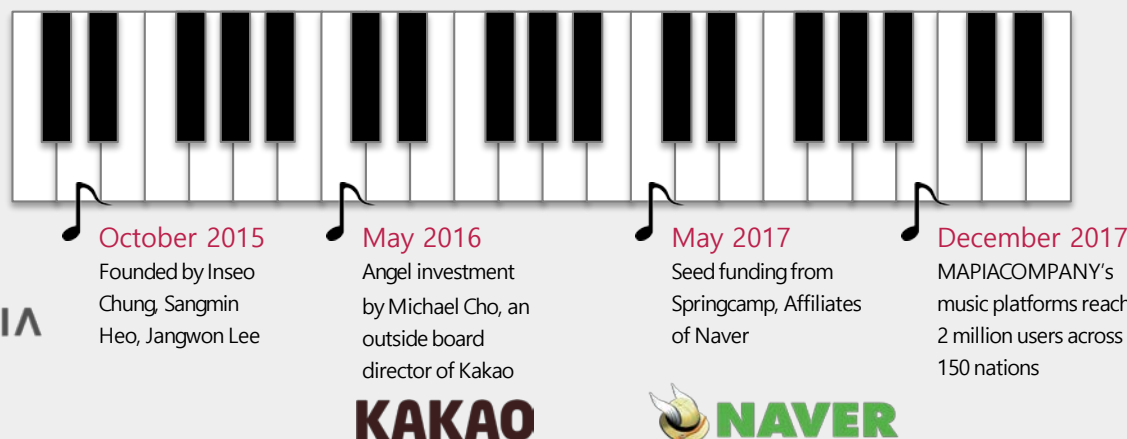 October 2015
Founded by Inseo
Chung, Sangmin
Heo, Jangwon Lee
May 2016
Angel investment
by Michael Cho, an
outside board
director of Kakao
KAKAO
May 2017
Seed funding from
Springcamp, Affiliates
of Naver
NAVER
December 2017
MAPIACOMPANY's
music platforms reach
2 million users across
150 nations